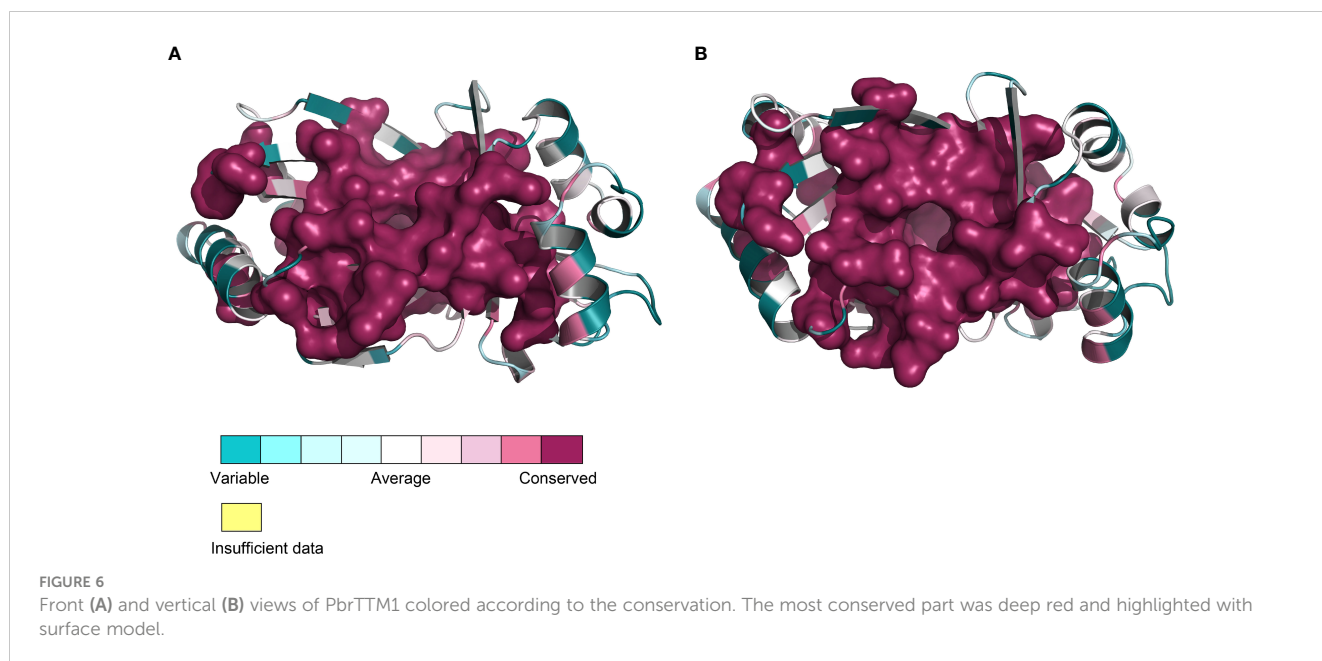 A
B
Variable Average Conserved
Insufficient data
FIGURE 6
Front (A) and vertical (B) views of PbrTTM1 colored according to the conservation. The most conserved part was deep red and highlighted with
surface model.